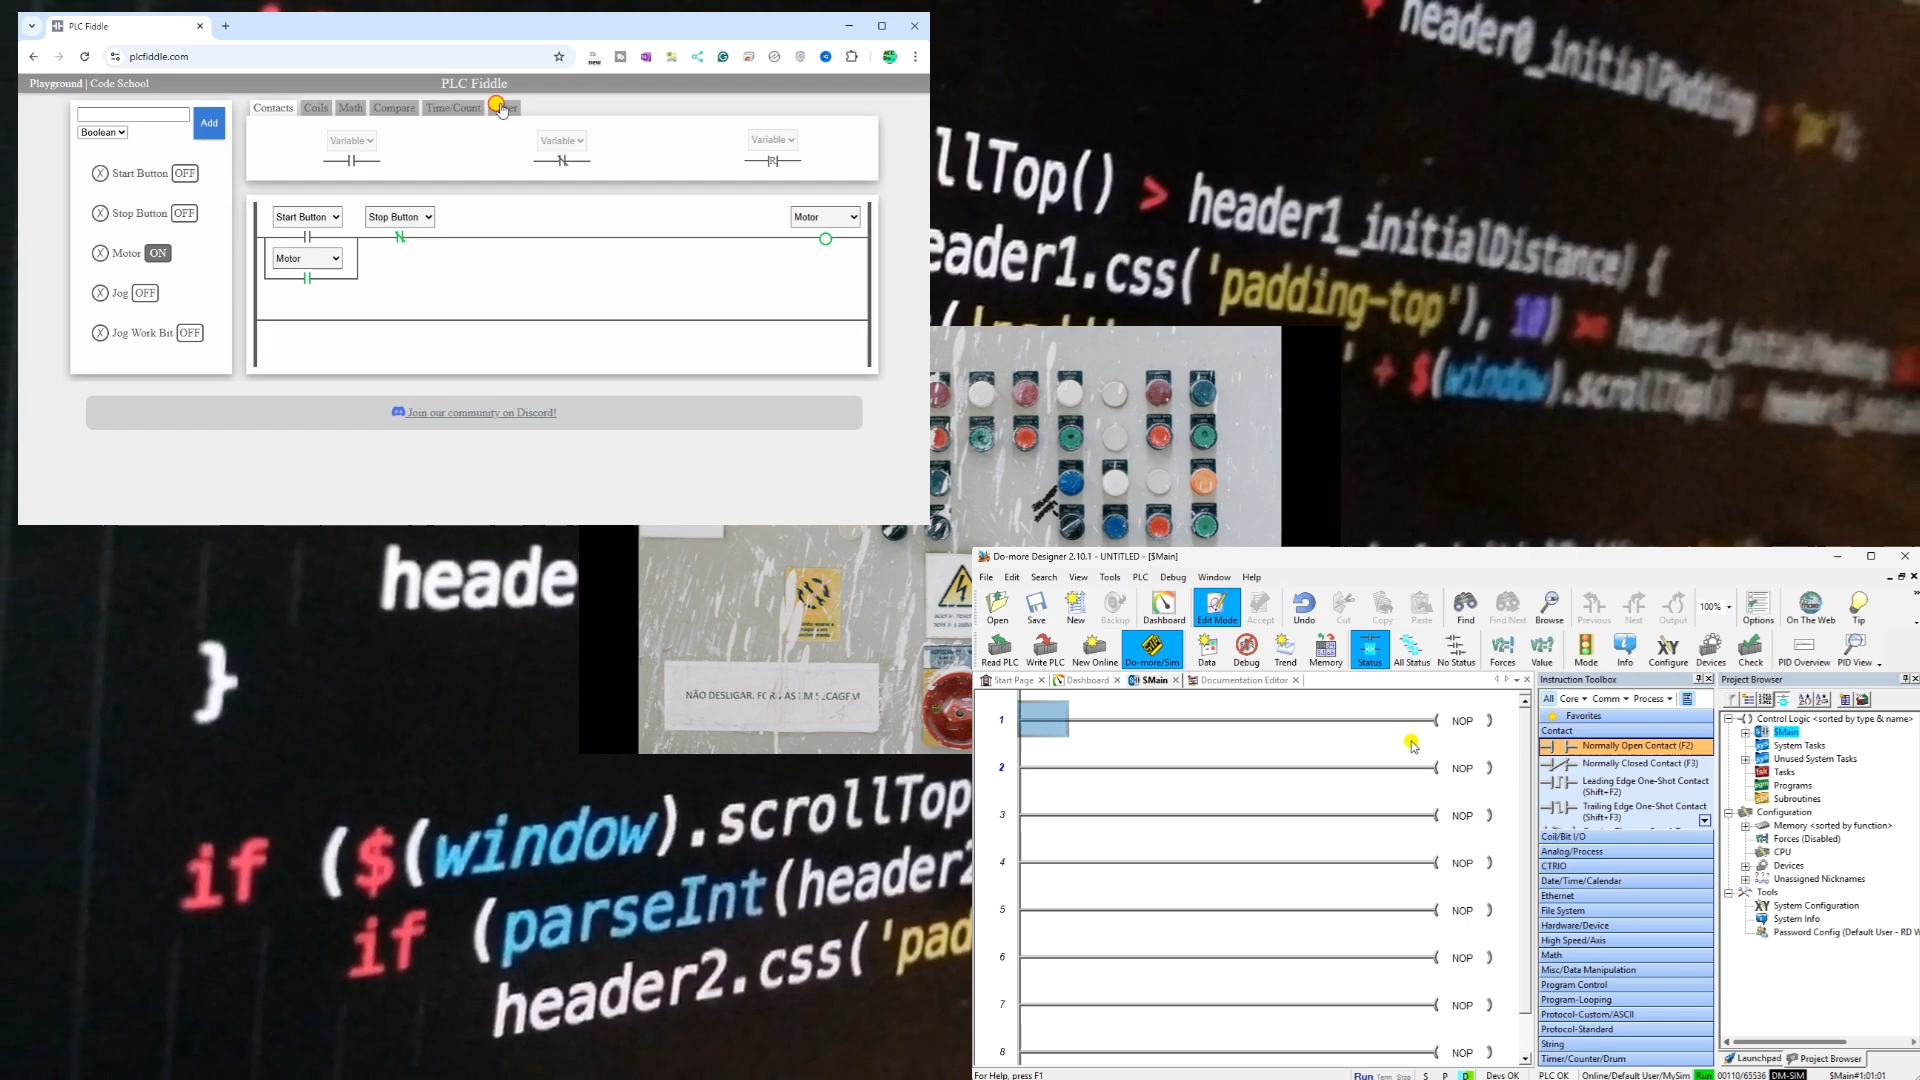 PLC Fiddle
plcfiddle.com
new
Playground | Code School
PLC Fiddle
Boolean
Add
Start Button OFF
Stop Button OFF
Motor ON
Jog OFF
Jog Work Bit OFF
Contacts Coils Math Compare Time/Count
Variable Variable Variable
Start Button Stop Button Motor
Motor
Join our community on Discord!
header0_initialPadding
llTop() > header1_initialDistance) {
eader1.css('padding-top'), 10) >=
' + $(window).scrollTop()
heade
}
if ($(window).scrollTop
if (parseInt(header2
header2.css('pad
NÃO DESLIGAR.
Do-more Designer 2.10.1 - UNTITLED - [$Main]
File Edit Search View Tools PLC Debug Window Help
Open Save New Backup Dashboard Edit Mode Accept Undo Cut Copy Paste Find Find Next Browse Previous Next Output 100% Options On The Web Tip
Read PLC Write PLC New Online Do-more/Sim Data Debug Trend Memory Status All Status No Status Forces Value Mode Info Configure Devices Check PID Overview PID View
Start Page Dashboard $Main Documentation Editor
1 NOP
2 NOP
3 NOP
4 NOP
5 NOP
6 NOP
7 NOP
8 NOP
Instruction Toolbox
All Core Comm Process
Favorites
Contact
Normally Open Contact (F2)
Normally Closed Contact (F3)
Leading Edge One-Shot Contact
(Shift+F2)
Trailing Edge One-Shot Contact
(Shift+F3)
Coil/Bit I/O
Analog/Process
CTRIO
Date/Time/Calendar
Ethernet
File System
Hardware/Device
High Speed/Axis
Math
Misc/Data Manipulation
Program Control
Program-Looping
Protocol-Custom/ASCII
Protocol-Standard
String
Timer/Counter/Drum
Project Browser
Control Logic <sorted by type & name>
$Main
System Tasks
Unused System Tasks
Tasks
Programs
Subroutines
Configuration
Memory <sorted by function>
Forces (Disabled)
CPU
Devices
Unassigned Nicknames
Tools
System Configuration
System Info
Password Config (Default User - RD W
Launchpad Project Browser
For Help, press F1
Run Term Stop S P D Devs OK PLC OK Online/Default User/MySim Run 00110/65536 DM-SIM $Main#1:01:01